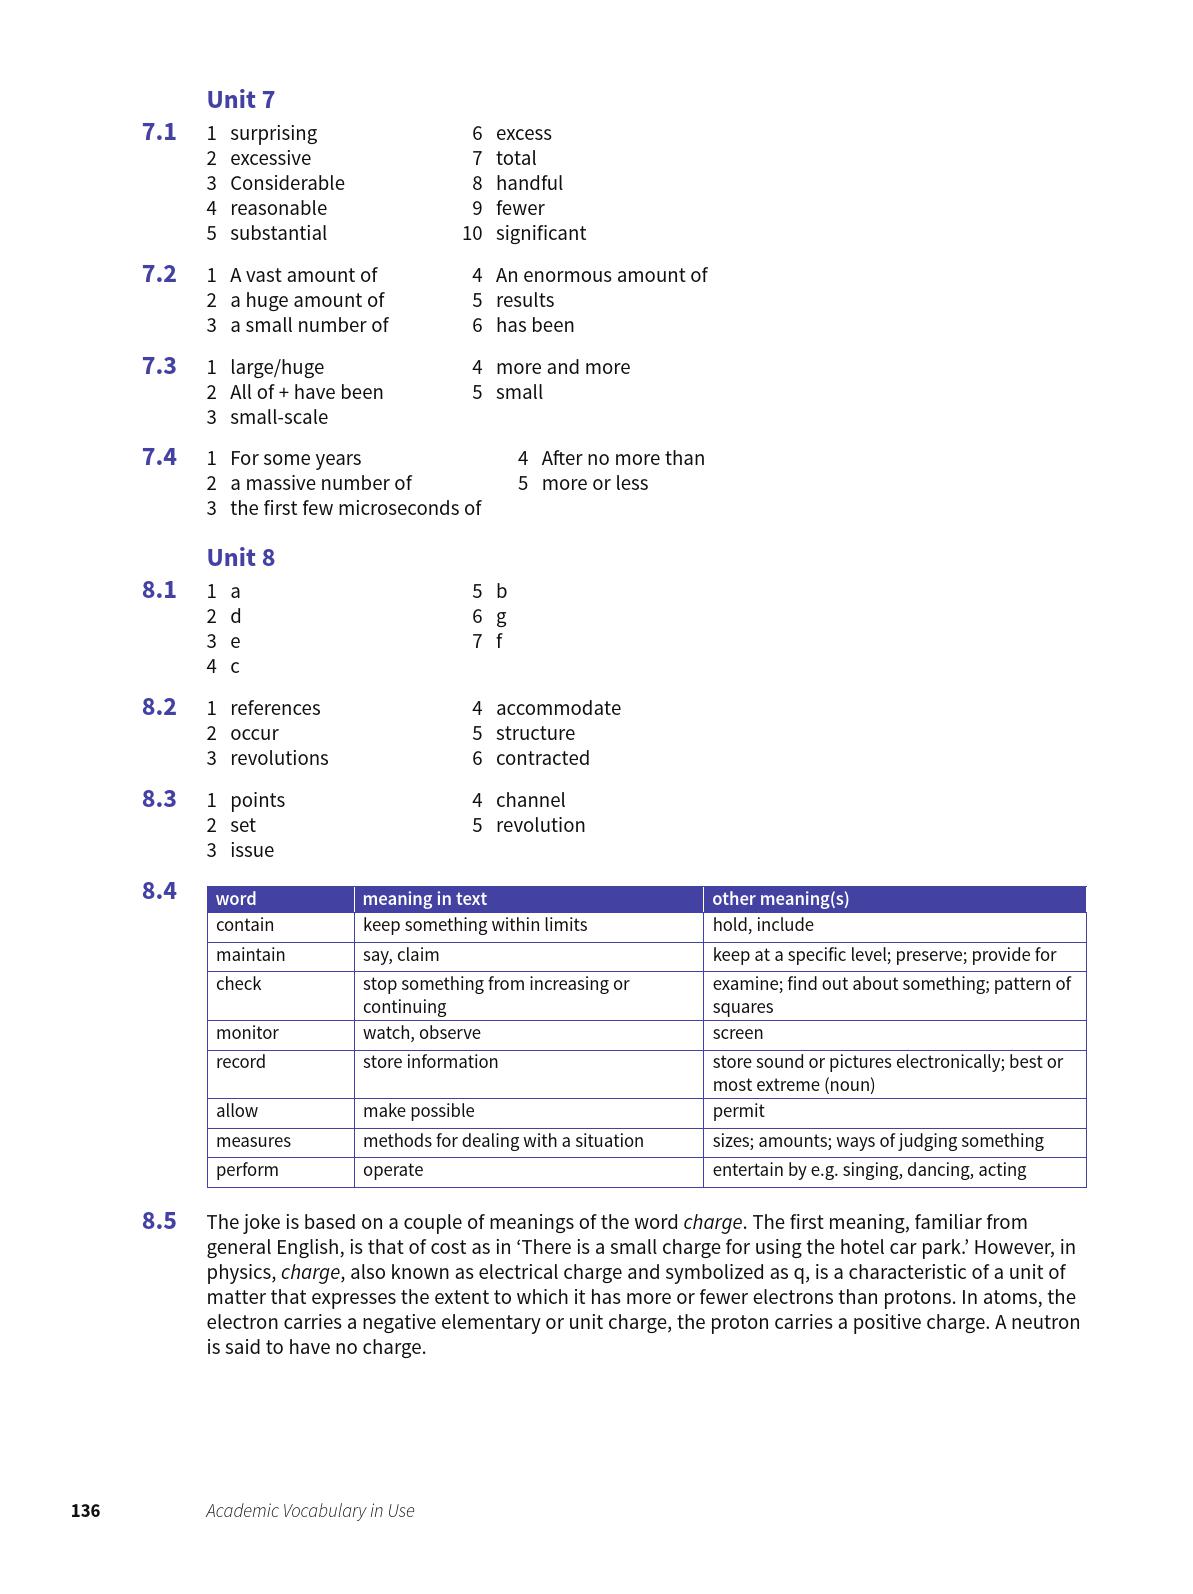 Unit 7
7.1
1 surprising
2 excessive
3 Considerable
4 reasonable
5 substantial
6 excess
7 total
8 handful
9 fewer
10 significant
7.2
1 A vast amount of
2 a huge amount of
3 a small number of
4 An enormous amount of
5 results
6 has been
7.3
1 large/huge
2 All of + have been
3 small-scale
4 more and more
5 small
7.4
1 For some years
2 a massive number of
3 the first few microseconds of
4 After no more than
5 more or less
Unit 8
8.1
1 a
2 d
3 e
4 c
5 b
6 g
7 f
8.2
1 references
2 occur
3 revolutions
4 accommodate
5 structure
6 contracted
8.3
1 points
2 set
3 issue
4 channel
5 revolution
8.4
word meaning in text other meaning(s)
contain keep something within limits hold, include
maintain say, claim keep at a specific level; preserve; provide for
check stop something from increasing or continuing examine; find out about something; pattern of squares
monitor watch, observe screen
record store information store sound or pictures electronically; best or most extreme (noun)
allow make possible permit
measures methods for dealing with a situation sizes; amounts; ways of judging something
perform operate entertain by e.g. singing, dancing, acting
8.5
The joke is based on a couple of meanings of the word charge. The first meaning, familiar from
general English, is that of cost as in ‘There is a small charge for using the hotel car park.’ However, in
physics, charge, also known as electrical charge and symbolized as q, is a characteristic of a unit of
matter that expresses the extent to which it has more or fewer electrons than protons. In atoms, the
electron carries a negative elementary or unit charge, the proton carries a positive charge. A neutron
is said to have no charge.
136 Academic Vocabulary in Use